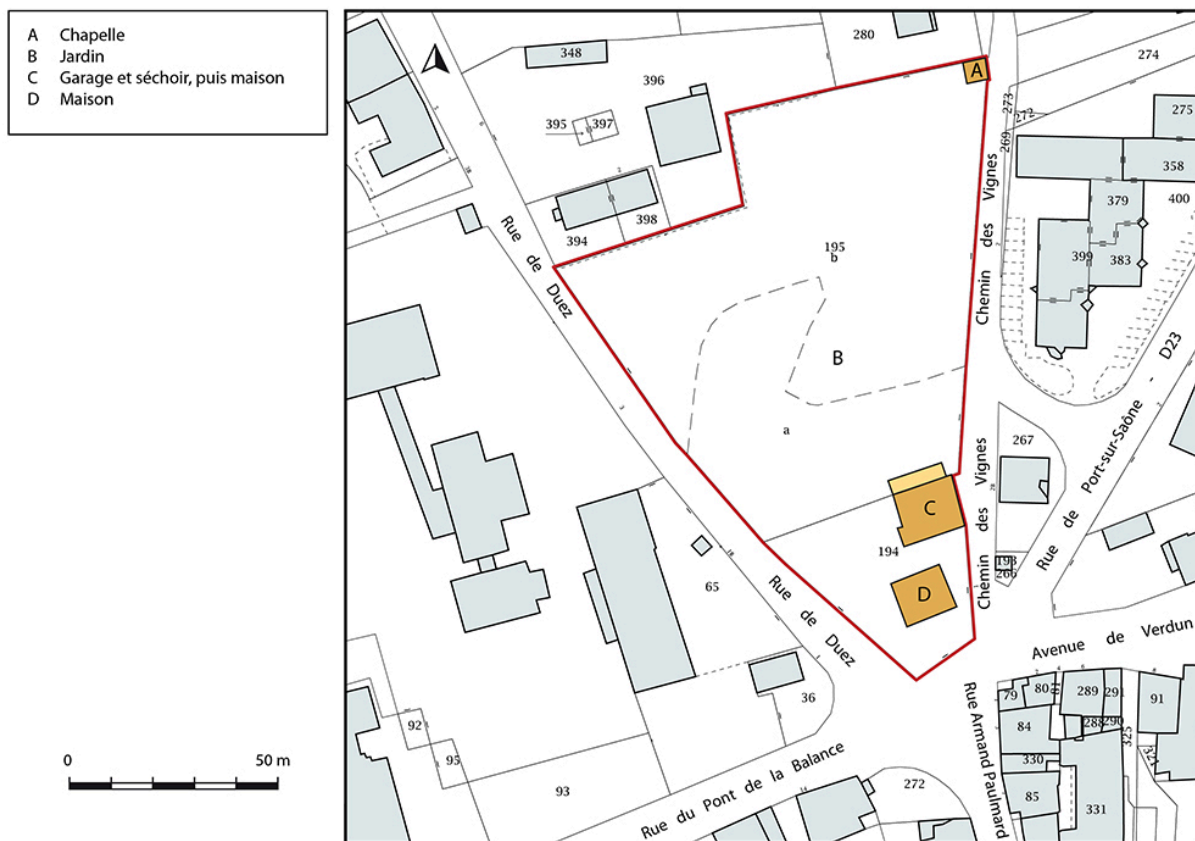 A Chapelle
B Jardin
C Garage et séchoir, puis maison
D Maison
0 50 m
348
280
274
396
A
273
272
275
395
397
269
358
379
400
398
394
Rue de Duez
195
b
399
383
Chemin des Vignes
B
a
267
Chemin des Vignes
Rue de Port-sur-Saône - D23
C
194
193
266
D
65
Rue de Duez
Avenue de Verdun
36
79
80
81
289
291
91
84
288
290
325
92
95
330
321
93
Rue du Pont de la Balance
272
85
331
Rue Armand Paulmard